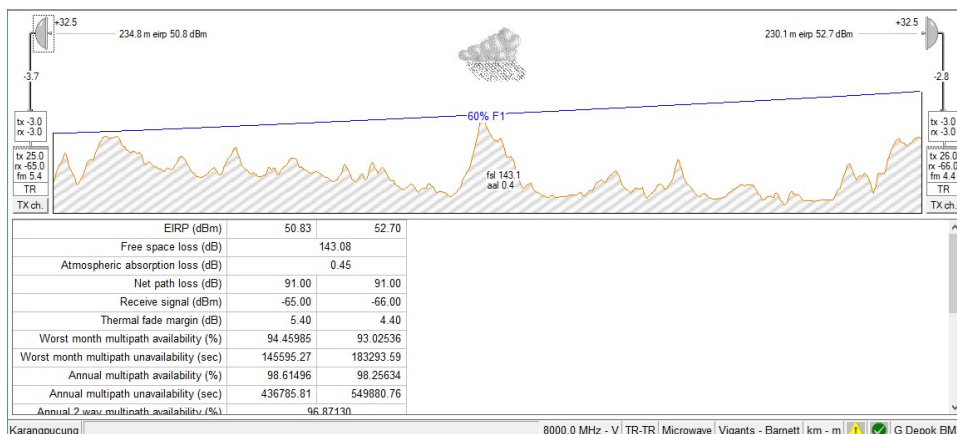 +32.5
+32.5
234.8 m eirp 50.8 dBm
230.1 m eirp 52.7 dBm
-3.7
-2.8
60% F1
tx -3.0
rx -3.0
tx -3.0
rx -3.0
tx 25.0
rx -65.0
fm 5.4
TR
TX ch.
fsl 143.1
aal 0.4
tx 26.0
rx -66.0
fm 4.4
TR
TX ch.
EIRP (dBm) 50.83 52.70
Free space loss (dB) 143.08
Atmospheric absorption loss (dB) 0.45
Net path loss (dB) 91.00 91.00
Receive signal (dBm) -65.00 -66.00
Thermal fade margin (dB) 5.40 4.40
Worst month multipath availability (%) 94.45985 93.02536
Worst month multipath unavailability (sec) 145595.27 183293.59
Annual multipath availability (%) 98.61496 98.25634
Annual multipath unavailability (sec) 436785.81 549880.76
Annual 2 way multipath availability (%) 96.87130
Karangpucung 8000.0 MHz - V TR-TR Microwave Vigants - Barnett km - m G Depok BM